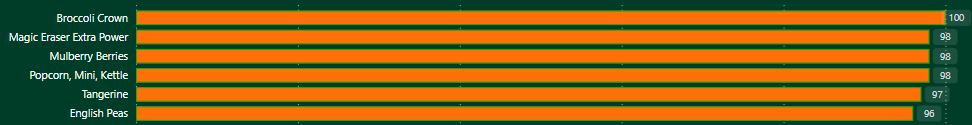 Broccoli Crown 100
Magic Eraser Extra Power 98
Mulberry Berries 98
Popcorn, Mini, Kettle 98
Tangerine 97
English Peas 96